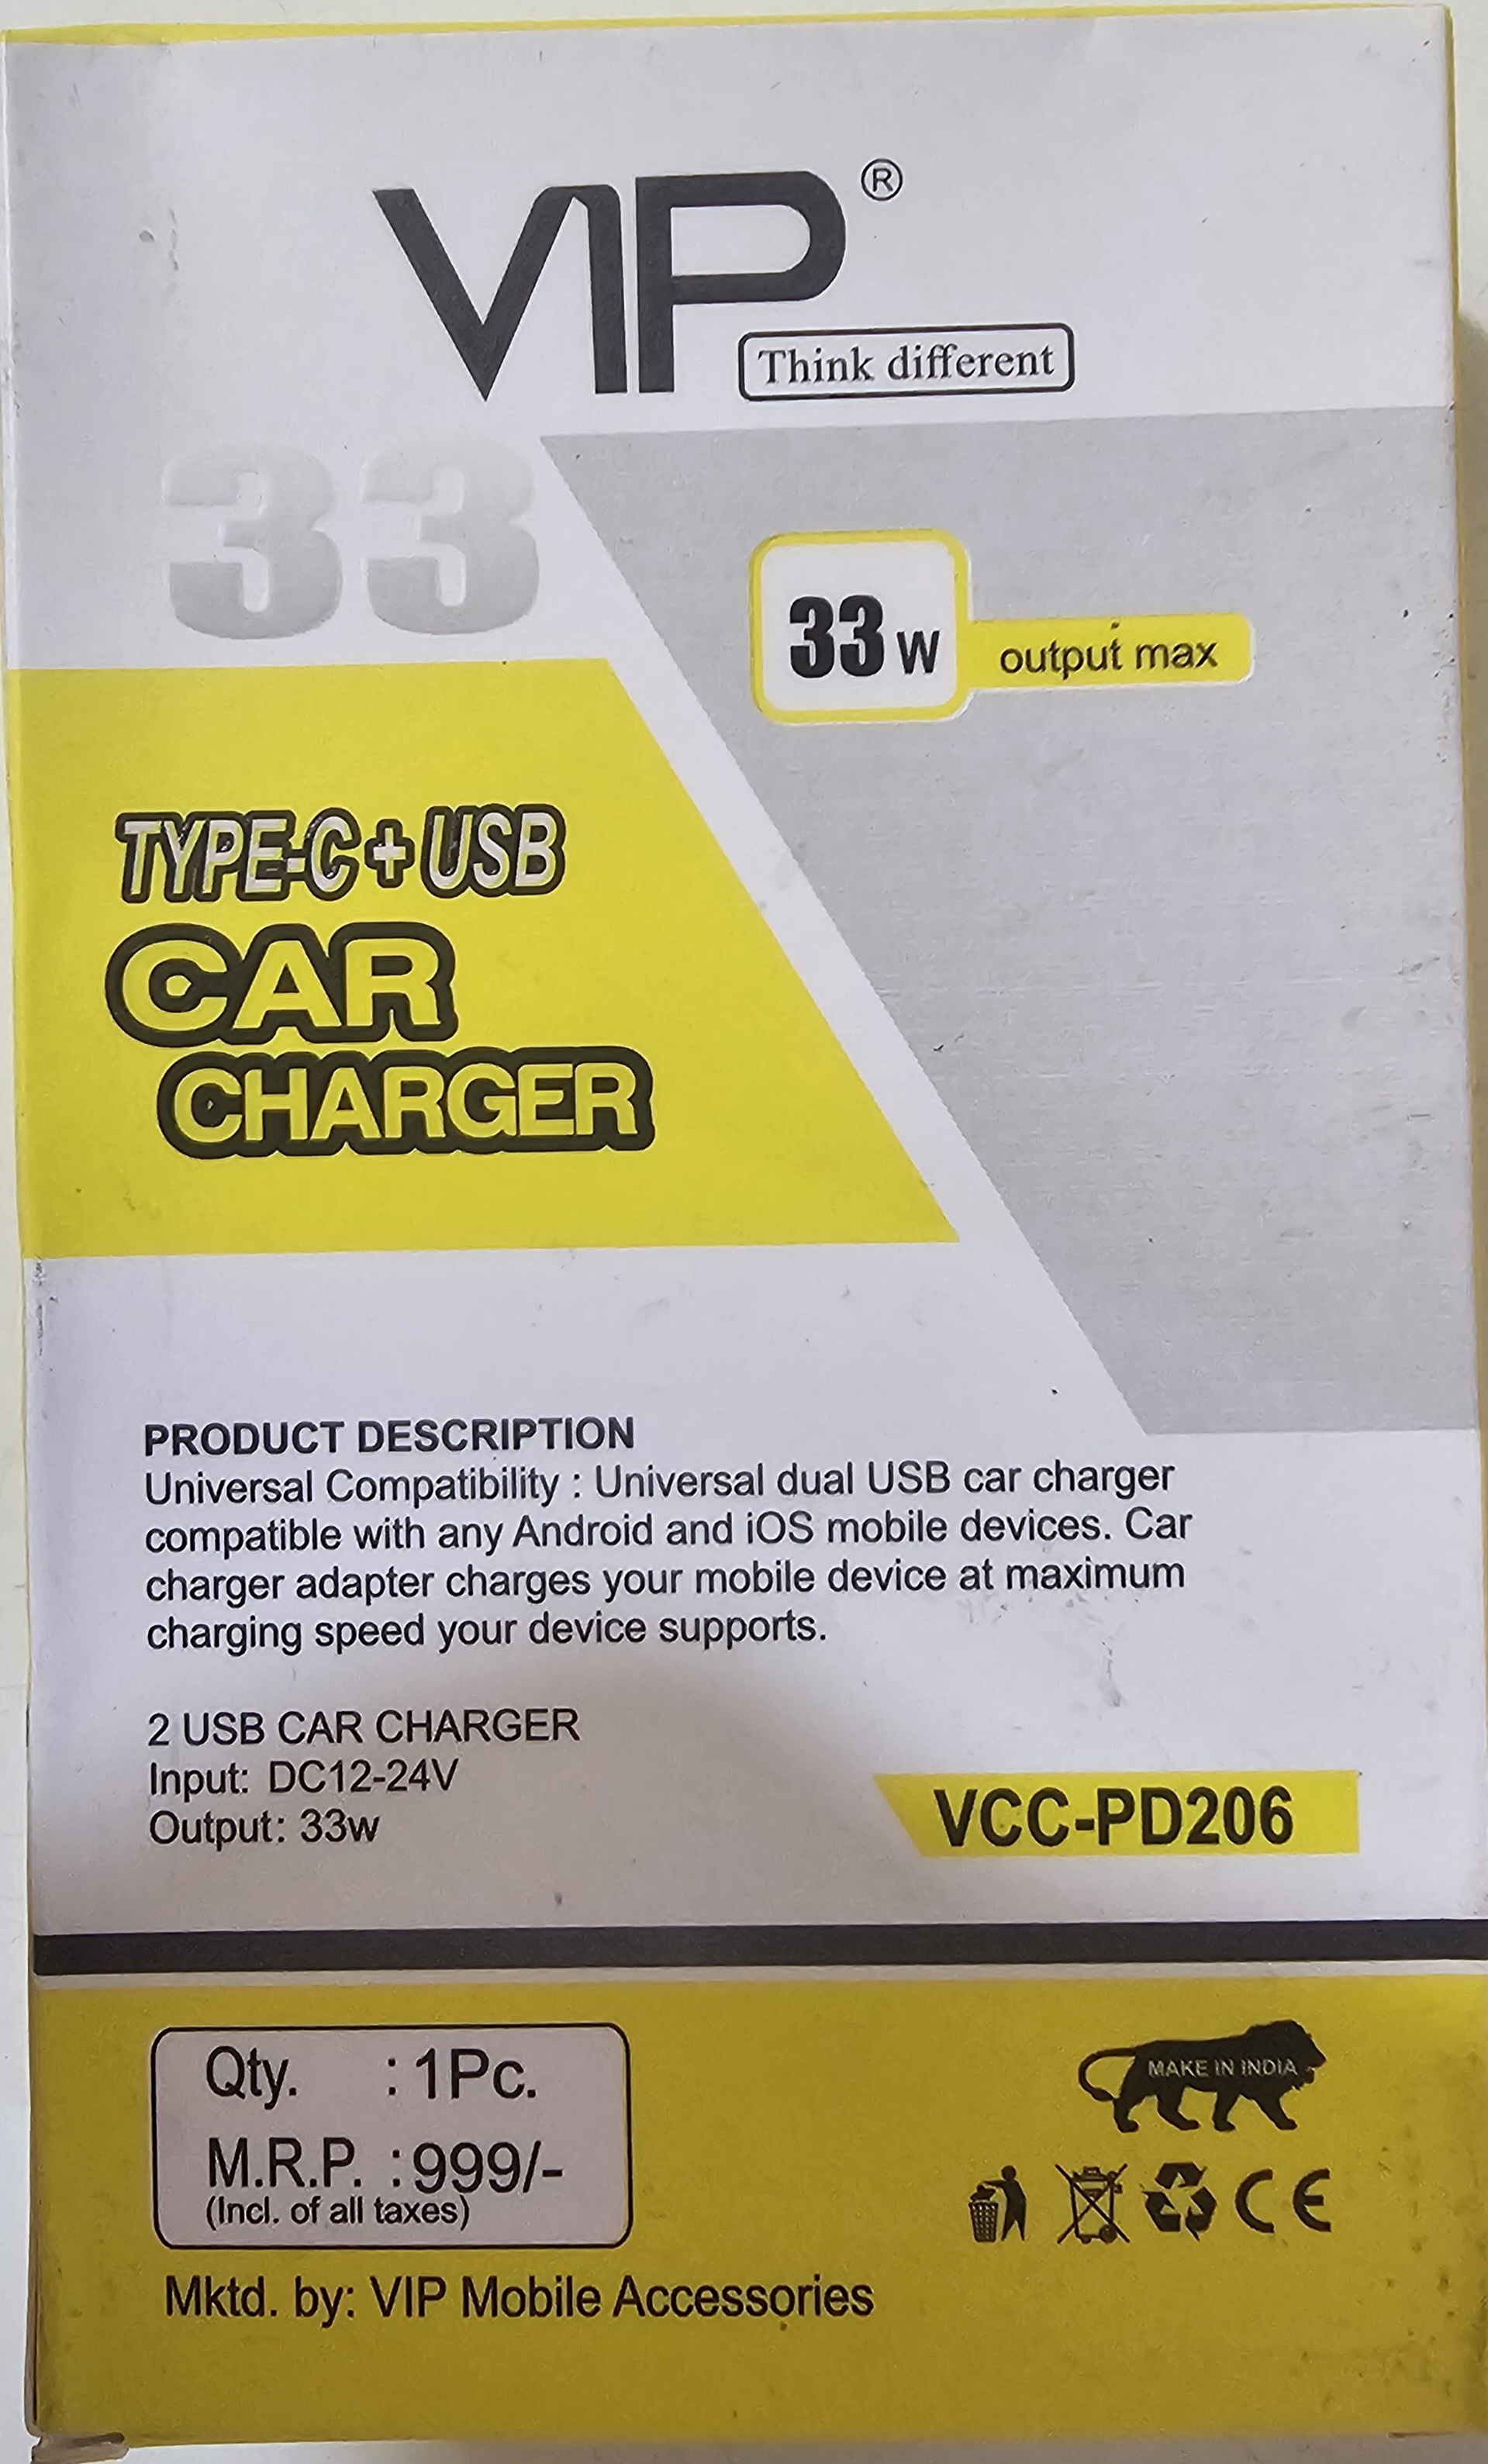 VIP®
Think different
33
33 w output max
TYPE-C + USB
CAR
CHARGER
PRODUCT DESCRIPTION
Universal Compatibility : Universal dual USB car charger
compatible with any Android and iOS mobile devices. Car
charger adapter charges your mobile device at maximum
charging speed your device supports.
2 USB CAR CHARGER
Input: DC12-24V
Output: 33w
VCC-PD206
Qty. : 1Pc.
M.R.P. : 999/-
(Incl. of all taxes)
MAKE IN INDIA
CE
Mktd. by: VIP Mobile Accessories